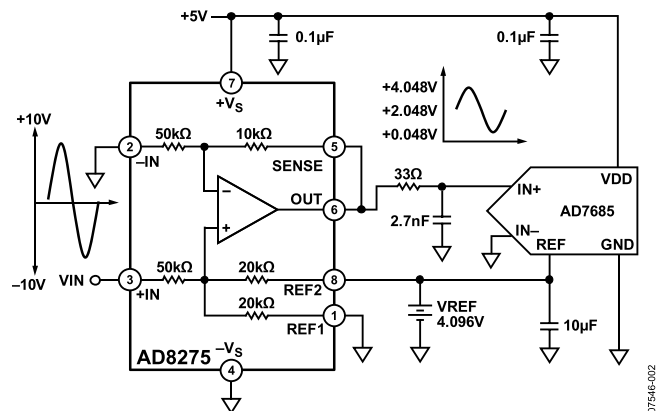 +5V
0.1µF
0.1µF
7
+VS
+4.048V
+2.048V
+0.048V
+10V
50kΩ
10kΩ
2
–IN
5
SENSE
33Ω
VDD
IN+
AD7685
OUT
6
–
+
2.7nF
IN–
REF
GND
–10V
VIN
3
+IN
50kΩ
20kΩ
8
REF2
20kΩ
1
REF1
VREF
4.096V
10µF
AD8275
–VS
4
07546-002